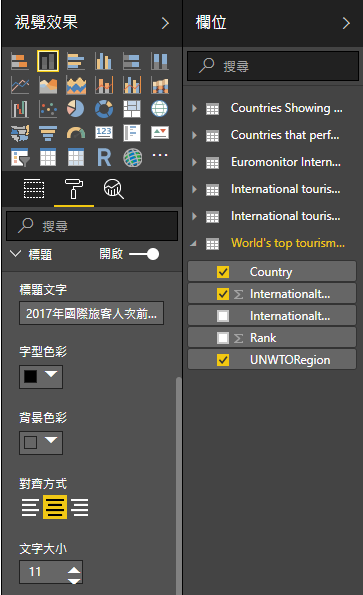 視覺效果
123
R
搜尋
標題
開啟
標題文字
2017年國際旅客人次前...
字型色彩
背景色彩
對齊方式
文字大小
11
欄位
搜尋
Countries Showing ...
Countries that perf...
Euromonitor Intern...
International touris...
International touris...
World's top tourism...
Country
Σ Internationalt...
Internationalt...
Σ Rank
UNWTORegion